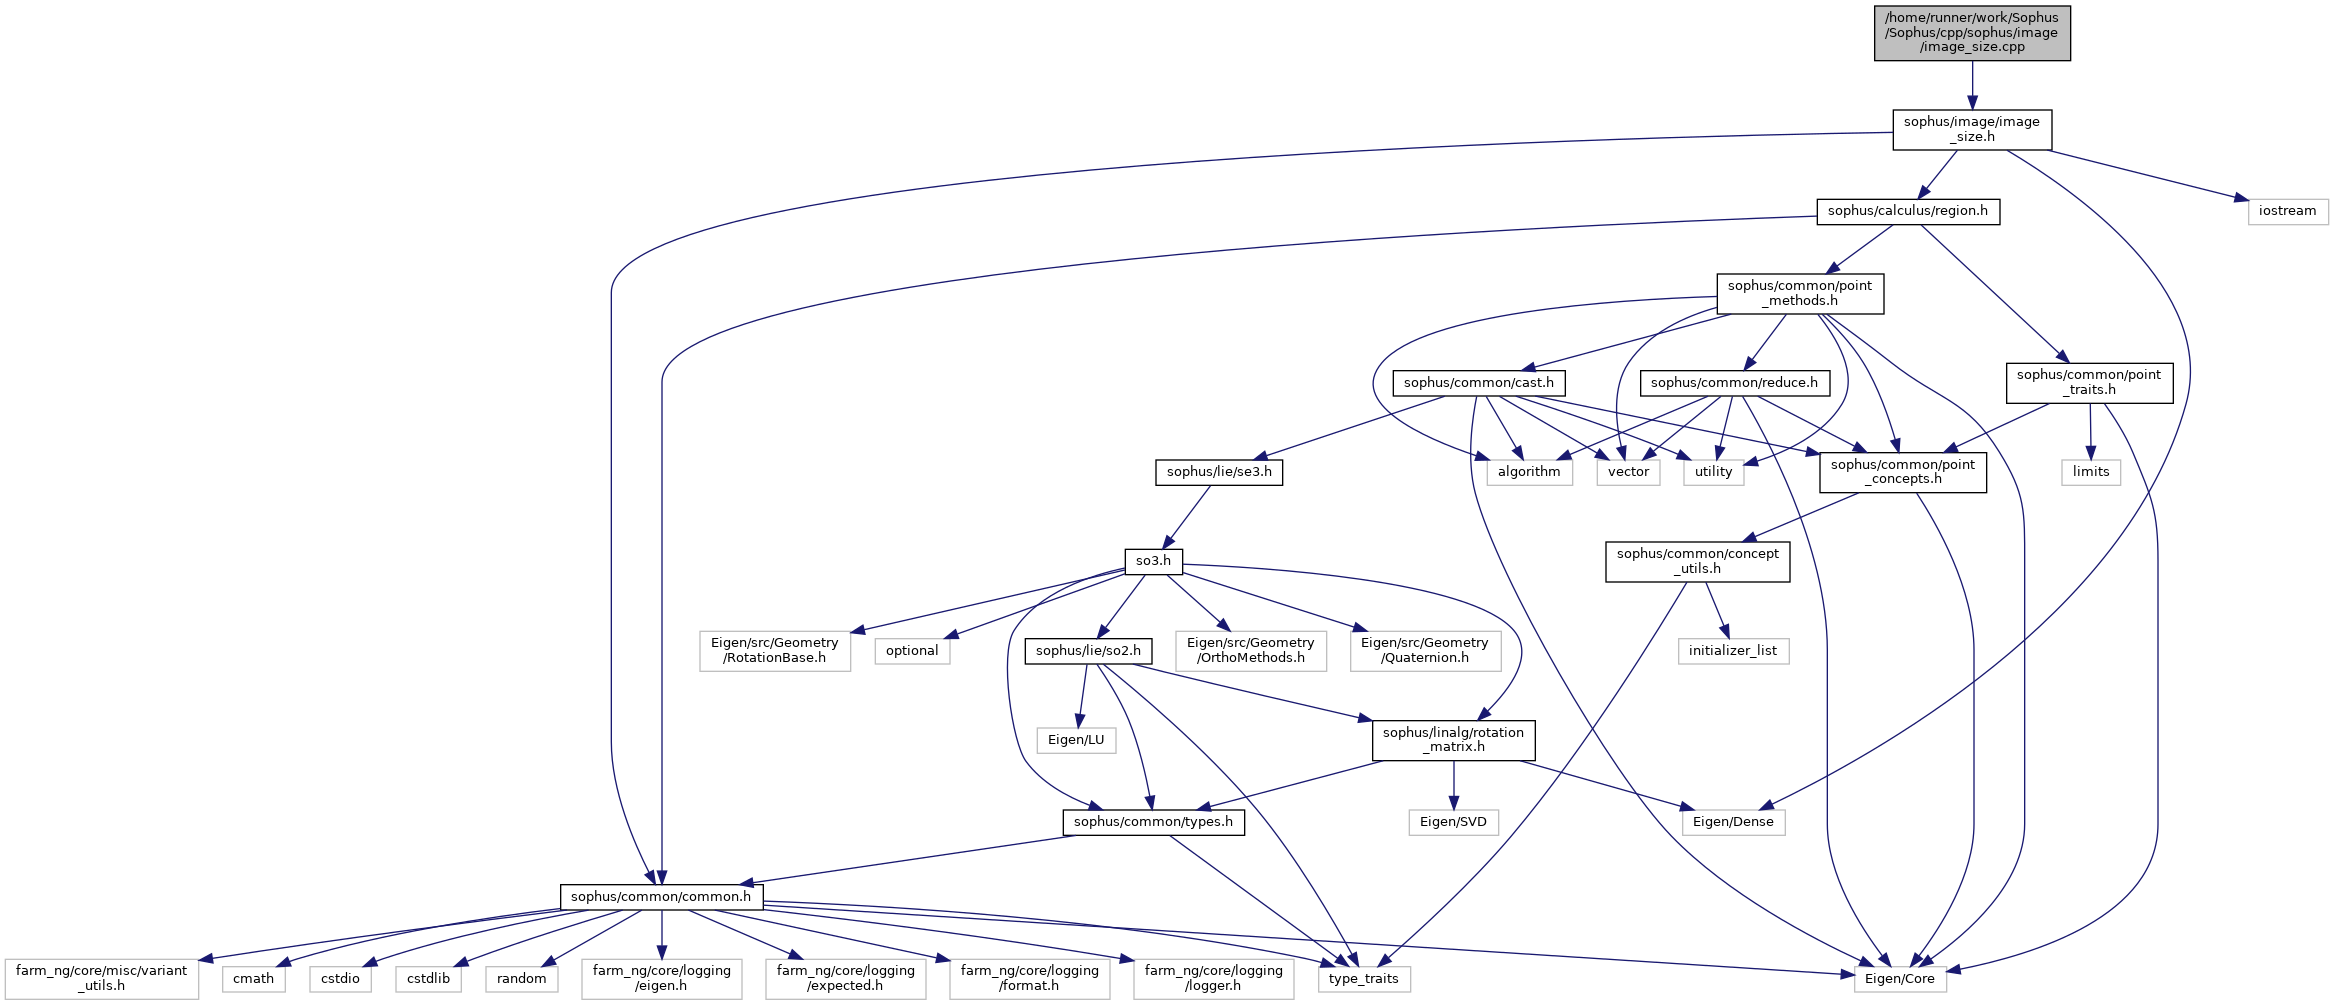 /home/runner/work/Sophus
/Sophus/cpp/sophus/image
/image_size.cpp
sophus/image/image
_size.h
sophus/calculus/region.h
iostream
sophus/common/point
_methods.h
sophus/common/cast.h
sophus/common/reduce.h
sophus/common/point
_traits.h
sophus/lie/se3.h
algorithm
vector
utility
sophus/common/point
_concepts.h
limits
so3.h
sophus/common/concept
_utils.h
Eigen/src/Geometry
/RotationBase.h
optional
sophus/lie/so2.h
Eigen/src/Geometry
/OrthoMethods.h
Eigen/src/Geometry
/Quaternion.h
initializer_list
Eigen/LU
sophus/linalg/rotation
_matrix.h
sophus/common/types.h
Eigen/SVD
Eigen/Dense
sophus/common/common.h
farm_ng/core/misc/variant
_utils.h
cmath
cstdio
cstdlib
random
farm_ng/core/logging
/eigen.h
farm_ng/core/logging
/expected.h
farm_ng/core/logging
/format.h
farm_ng/core/logging
/logger.h
type_traits
Eigen/Core